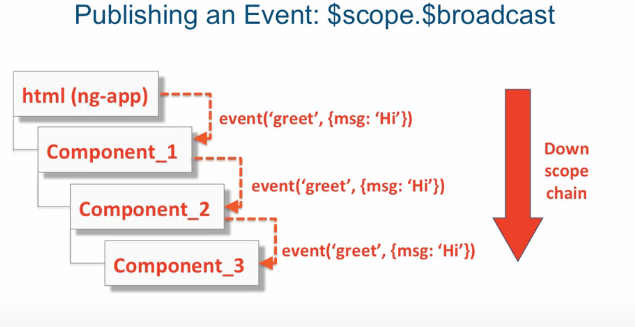 Publishing an Event: $scope.$broadcast
html (ng-app)
event(‘greet’, {msg: ‘Hi’})
Component_1
event(‘greet’, {msg: ‘Hi’})
Component_2
event(‘greet’, {msg: ‘Hi’})
Component_3
Down
scope
chain